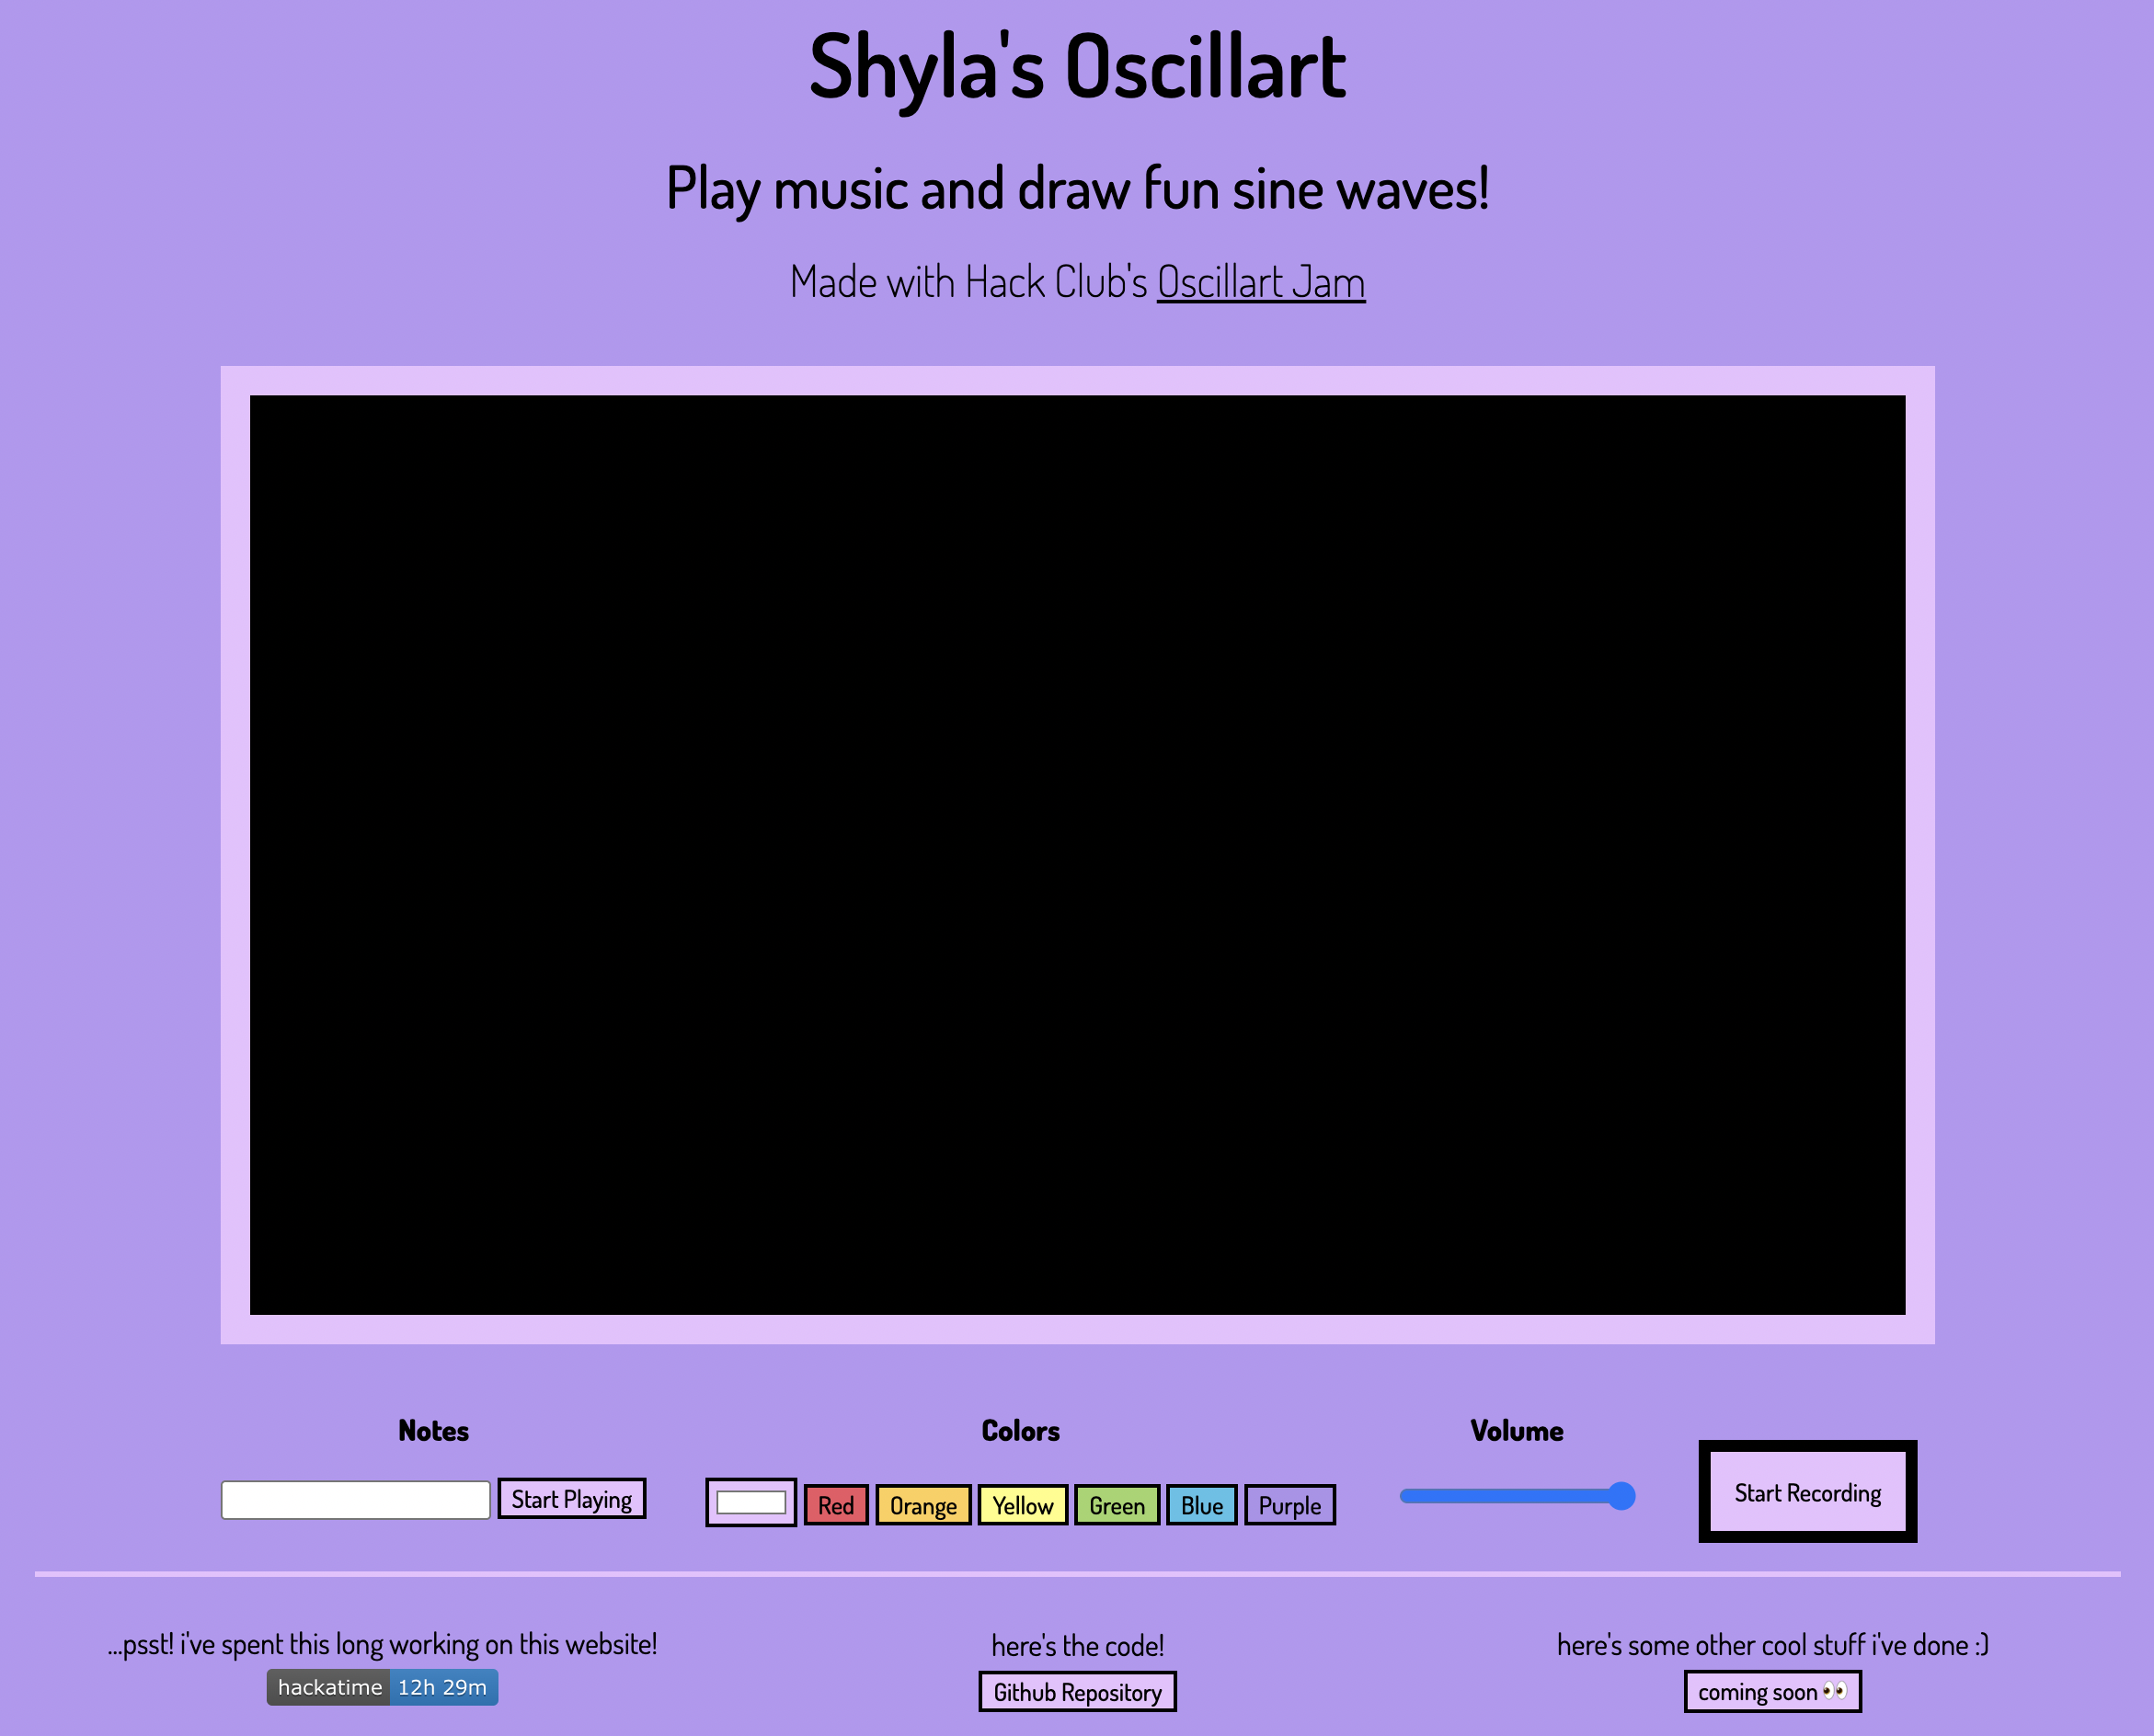 Shyla's Oscillart
Play music and draw fun sine waves!
Made with Hack Club's Oscillart Jam
Notes
Colors
Volume
Start Playing
Red
Orange
Yellow
Green
Blue
Purple
Start Recording
...psst! i've spent this long working on this website!
hackatime 12h 29m
here's the code!
Github Repository
here's some other cool stuff i've done :)
coming soon 👀